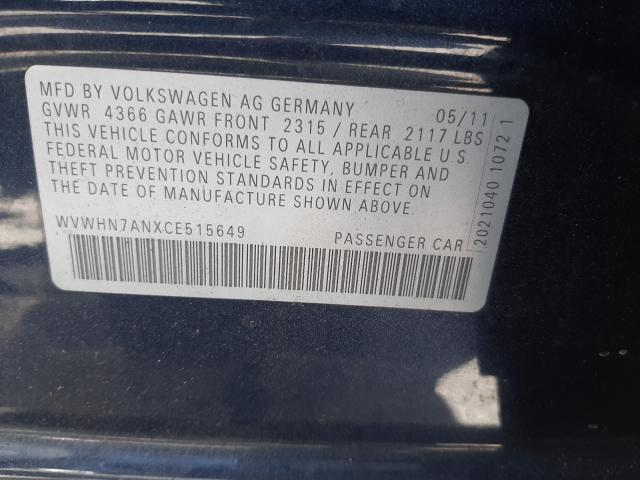 MFD BY VOLKSWAGEN AG GERMANY 05/11
GVWR 4366 GAWR FRONT 2315 / REAR 2117 LBS
THIS VEHICLE CONFORMS TO ALL APPLICABLE U.S.
FEDERAL MOTOR VEHICLE SAFETY, BUMPER AND
THEFT PREVENTION STANDARDS IN EFFECT ON
THE DATE OF MANUFACTURE SHOWN ABOVE.
WVWHN7ANXCE515649 PASSENGER CAR
2021040 1072 1